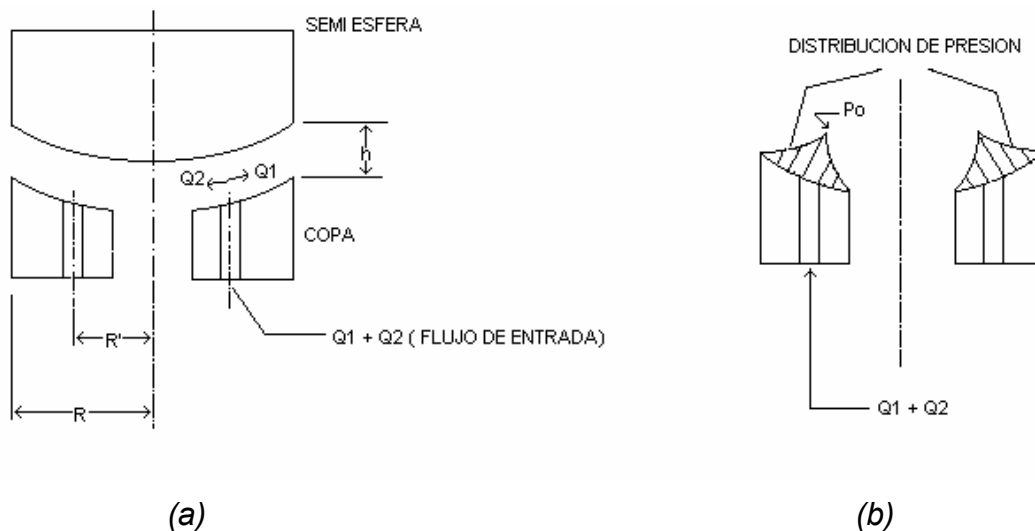 SEMI ESFERA
h
Q2
Q1
COPA
R'
Q1 + Q2 ( FLUJO DE ENTRADA)
R
(a)
DISTRIBUCION DE PRESION
Po
Q1 + Q2
(b)